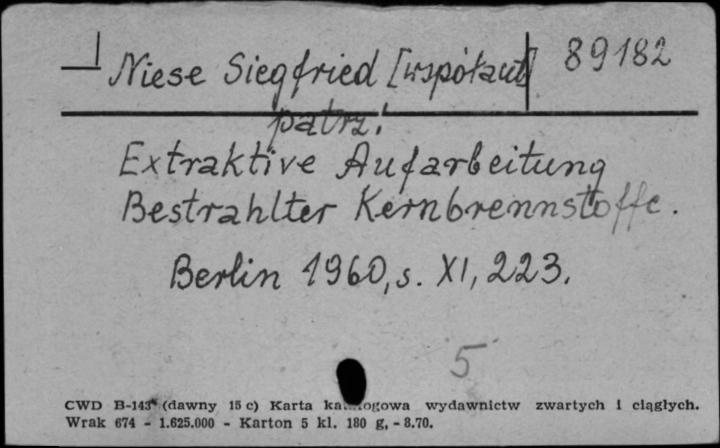 Niese Siegfried [współaut] 89182
patrz:
Extraktive Aufarbeitung
Bestrahlter Kernbrennstoffe.
Berlin 1960, s. XI, 223.
5
CWD B-143 (dawny 15 c) Karta katalogowa wydawnictw zwartych i ciągłych.
Wrak 674 - 1.625.000 - Karton 5 kl. 180 g, - 8.70.